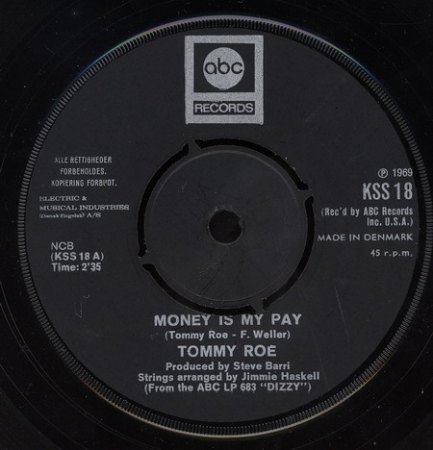 abc
RECORDS
ALLE RETTIGHEDER
FORBEHOLDES.
KOPIERING FORBUDT.
ELECTRIC &
MUSICAL INDUSTRIES
(Dansk-Engelsk) A/S
NCB
(KSS 18 A)
Time: 2'35
℗ 1969
KSS 18
(Rec'd by ABC Records
Inc. U.S.A.)
MADE IN DENMARK
45 r.p.m.
MONEY IS MY PAY
(Tommy Roe - F. Weller)
TOMMY ROE
Produced by Steve Barri
Strings arranged by Jimmie Haskell
(From the ABC LP 683 "DIZZY")